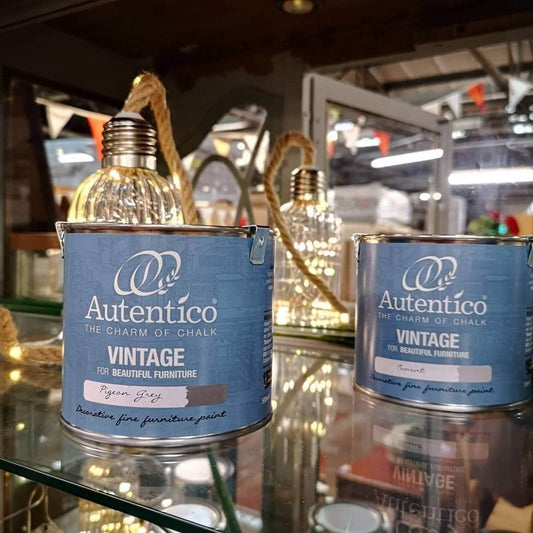 Autentico®
THE CHARM OF CHALK
VINTAGE
FOR BEAUTIFUL FURNITURE
Pigeon Grey
Decorative fine furniture paint
Autentico®
THE CHARM OF CHALK
VINTAGE
FOR BEAUTIFUL FURNITURE
Cement
Decorative fine furniture paint